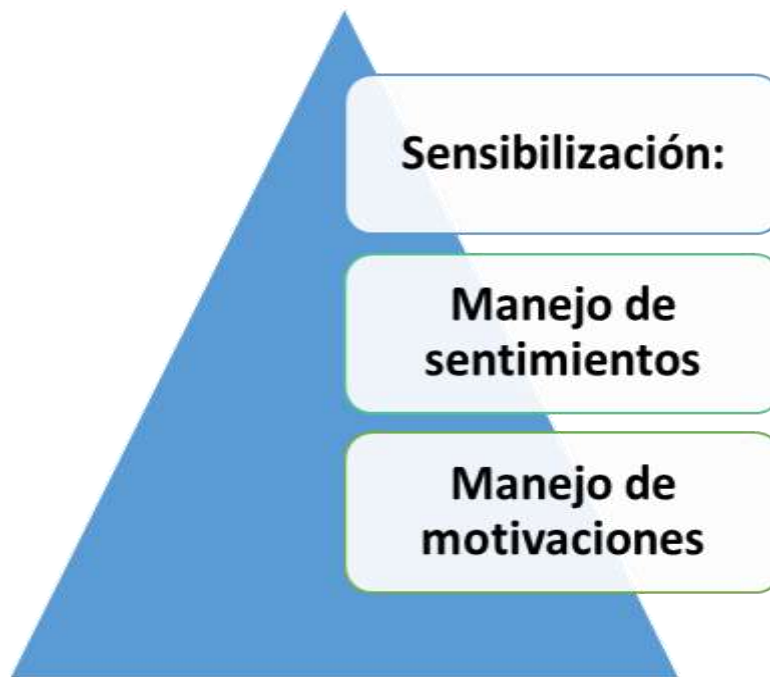 Sensibilización:
Manejo de
sentimientos
Manejo de
motivaciones